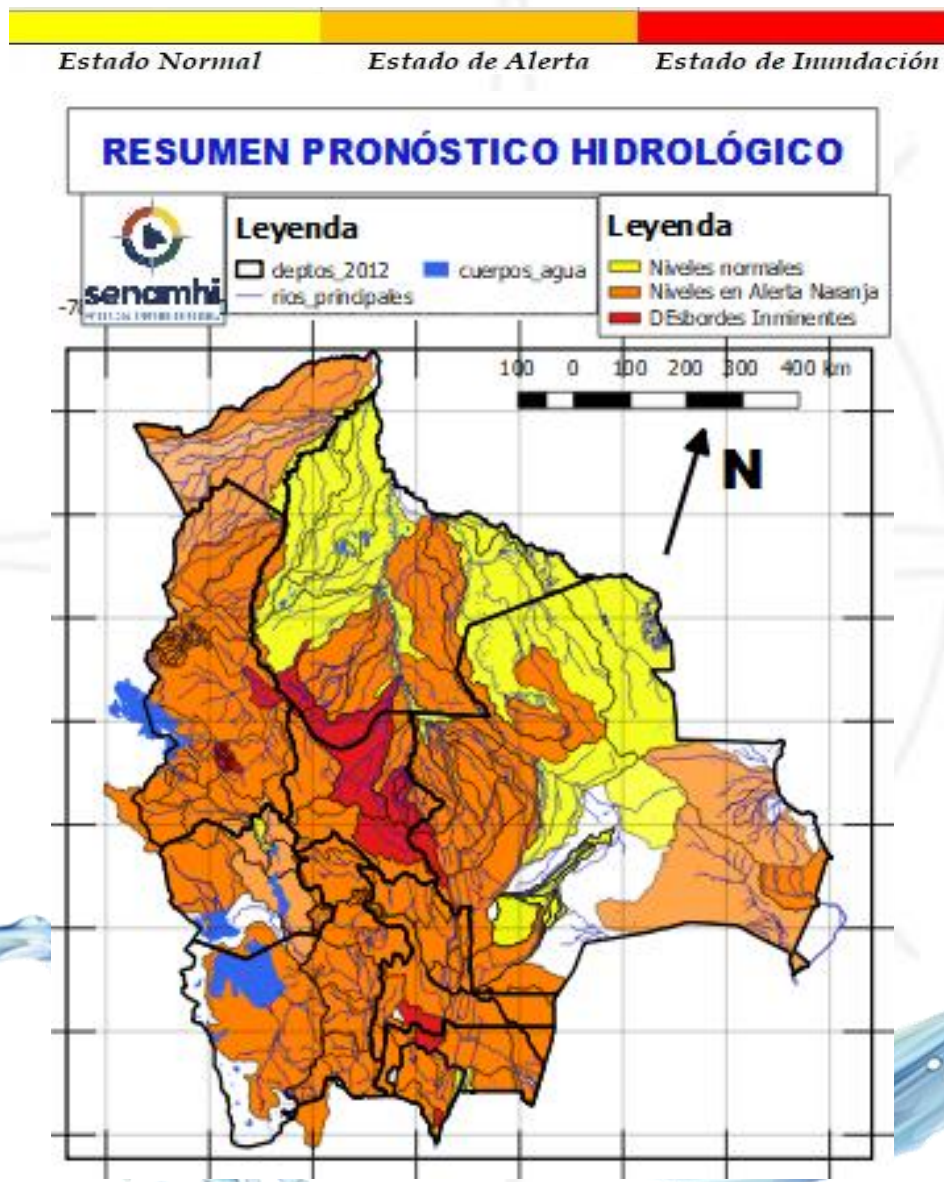 Estado Normal Estado de Alerta Estado de Inundación
RESUMEN PRONÓSTICO HIDROLÓGICO
senamhi
Leyenda
deptos_2012 cuerpos_agua
rios_principales
Leyenda
Niveles normales
Niveles en Alerta Naranja
DEsbordes Inminentes
100 0 100 200 300 400 km
N